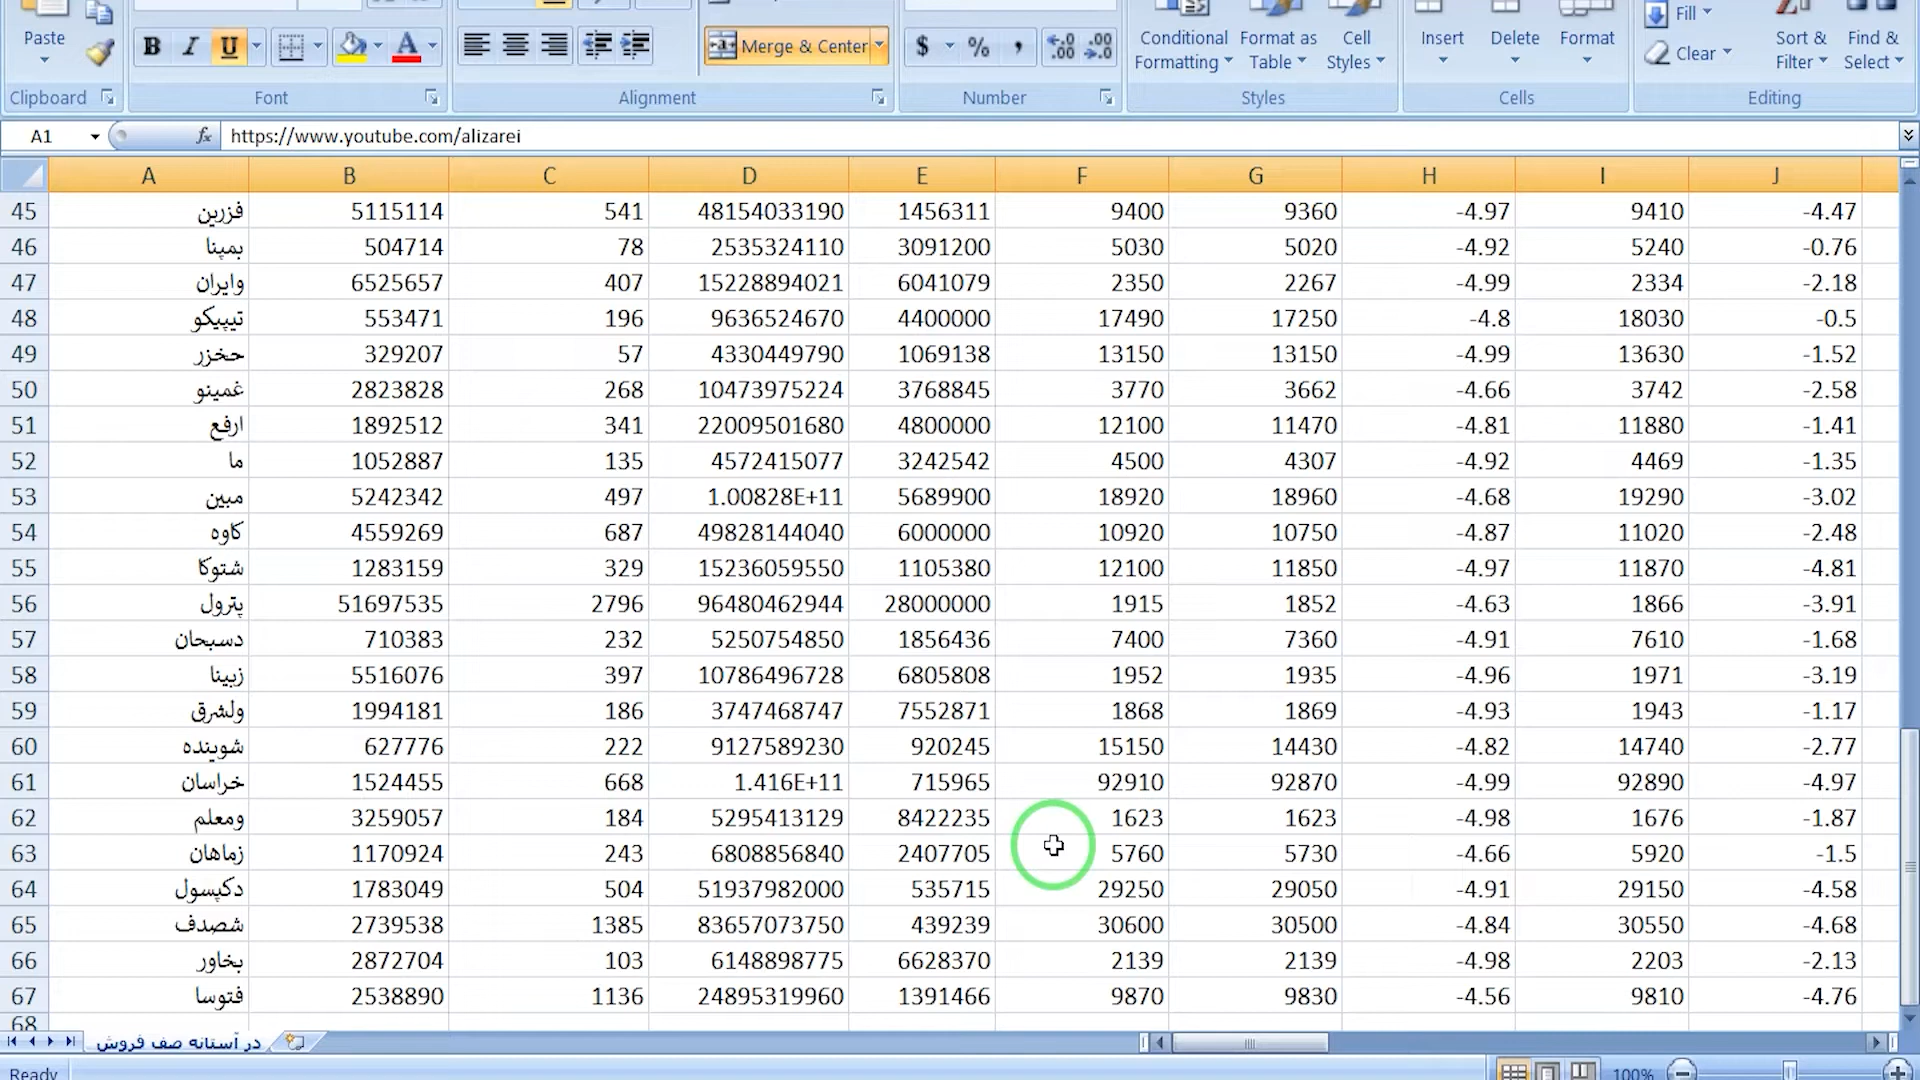 Paste
Clipboard
B I U A
Font
Alignment
Merge & Center
$ % ,
Number
Conditional Formatting
Format as Table
Cell Styles
Styles
Insert
Delete
Format
Cells
Fill
Clear
Sort & Filter
Find & Select
Editing
A1 fx https://www.youtube.com/alizarei
A B C D E F G H I J
45 فزرین 5115114 541 48154033190 1456311 9400 9360 -4.97 9410 -4.47
46 بمپنا 504714 78 2535324110 3091200 5030 5020 -4.92 5240 -0.76
47 وایران 6525657 407 15228894021 6041079 2350 2267 -4.99 2334 -2.18
48 تیپیکو 553471 196 9636524670 4400000 17490 17250 -4.8 18030 -0.5
49 حخزر 329207 57 4330449790 1069138 13150 13150 -4.99 13630 -1.52
50 غمینو 2823828 268 10473975224 3768845 3770 3662 -4.66 3742 -2.58
51 ارفع 1892512 341 22009501680 4800000 12100 11470 -4.81 11880 -1.41
52 ما 1052887 135 4572415077 3242542 4500 4307 -4.92 4469 -1.35
53 مبین 5242342 497 1.00828E+11 5689900 18920 18960 -4.68 19290 -3.02
54 کاوه 4559269 687 49828144040 6000000 10920 10750 -4.87 11020 -2.48
55 شتوکا 1283159 329 15236059550 1105380 12100 11850 -4.97 11870 -4.81
56 پترول 51697535 2796 96480462944 28000000 1915 1852 -4.63 1866 -3.91
57 دسبحان 710383 232 5250754850 1856436 7400 7360 -4.91 7610 -1.68
58 زبینا 5516076 397 10786496728 6805808 1952 1935 -4.96 1971 -3.19
59 ولشرق 1994181 186 3747468747 7552871 1868 1869 -4.93 1943 -1.17
60 شوینده 627776 222 9127589230 920245 15150 14430 -4.82 14740 -2.77
61 خراسان 1524455 668 1.416E+11 715965 92910 92870 -4.99 92890 -4.97
62 ومعلم 3259057 184 5295413129 8422235 1623 1623 -4.98 1676 -1.87
63 زماهان 1170924 243 6808856840 2407705 5760 5730 -4.66 5920 -1.5
64 دکپسول 1783049 504 51937982000 535715 29250 29050 -4.91 29150 -4.58
65 شصدف 2739538 1385 83657073750 439239 30600 30500 -4.84 30550 -4.68
66 بخاور 2872704 103 6148898775 6628370 2139 2139 -4.98 2203 -2.13
67 فتوسا 2538890 1136 24895319960 1391466 9870 9830 -4.56 9810 -4.76
68
در آستانه صف فروش
Ready 100%